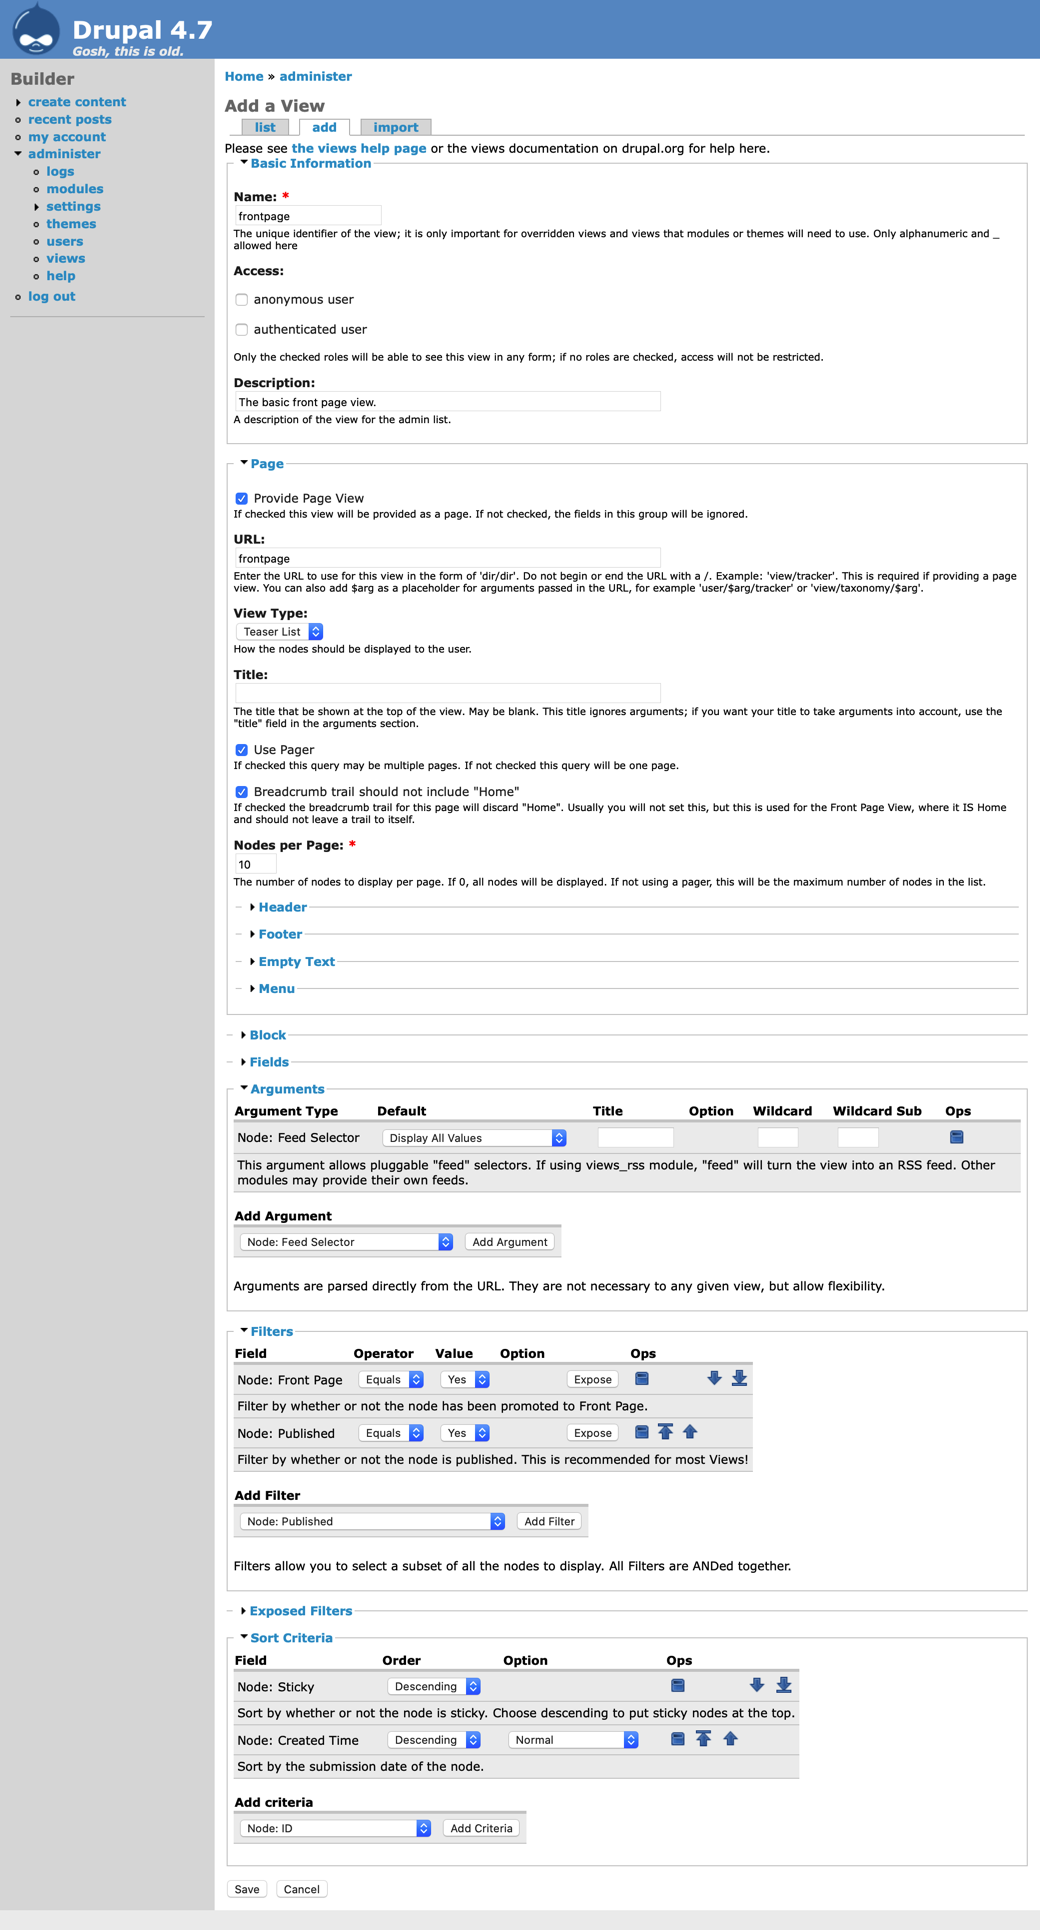 Drupal 4.7
Gosh, this is old.
Builder
create content
recent posts
my account
administer
logs
modules
settings
themes
users
views
help
log out
Home » administer
Add a View
list add import
Please see the views help page or the views documentation on drupal.org for help here.
Basic Information
Name: *
frontpage
The unique identifier of the view; it is only important for overridden views and views that modules or themes will need to use. Only alphanumeric and _
allowed here
Access:
anonymous user
authenticated user
Only the checked roles will be able to see this view in any form; if no roles are checked, access will not be restricted.
Description:
The basic front page view.
A description of the view for the admin list.
Page
Provide Page View
If checked this view will be provided as a page. If not checked, the fields in this group will be ignored.
URL:
frontpage
Enter the URL to use for this view in the form of 'dir/dir'. Do not begin or end the URL with a /. Example: 'view/tracker'. This is required if providing a page
view. You can also add $arg as a placeholder for arguments passed in the URL, for example 'user/$arg/tracker' or 'view/taxonomy/$arg'.
View Type:
Teaser List
How the nodes should be displayed to the user.
Title:
The title that be shown at the top of the view. May be blank. This title ignores arguments; if you want your title to take arguments into account, use the
"title" field in the arguments section.
Use Pager
If checked this query may be multiple pages. If not checked this query will be one page.
Breadcrumb trail should not include "Home"
If checked the breadcrumb trail for this page will discard "Home". Usually you will not set this, but this is used for the Front Page View, where it IS Home
and should not leave a trail to itself.
Nodes per Page: *
10
The number of nodes to display per page. If 0, all nodes will be displayed. If not using a pager, this will be the maximum number of nodes in the list.
Header
Footer
Empty Text
Menu
Block
Fields
Arguments
Argument Type Default Title Option Wildcard Wildcard Sub Ops
Node: Feed Selector Display All Values
This argument allows pluggable "feed" selectors. If using views_rss module, "feed" will turn the view into an RSS feed. Other
modules may provide their own feeds.
Add Argument
Node: Feed Selector Add Argument
Arguments are parsed directly from the URL. They are not necessary to any given view, but allow flexibility.
Filters
Field Operator Value Option Ops
Node: Front Page Equals Yes Expose
Filter by whether or not the node has been promoted to Front Page.
Node: Published Equals Yes Expose
Filter by whether or not the node is published. This is recommended for most Views!
Add Filter
Node: Published Add Filter
Filters allow you to select a subset of all the nodes to display. All Filters are ANDed together.
Exposed Filters
Sort Criteria
Field Order Option Ops
Node: Sticky Descending
Sort by whether or not the node is sticky. Choose descending to put sticky nodes at the top.
Node: Created Time Descending Normal
Sort by the submission date of the node.
Add criteria
Node: ID Add Criteria
Save Cancel